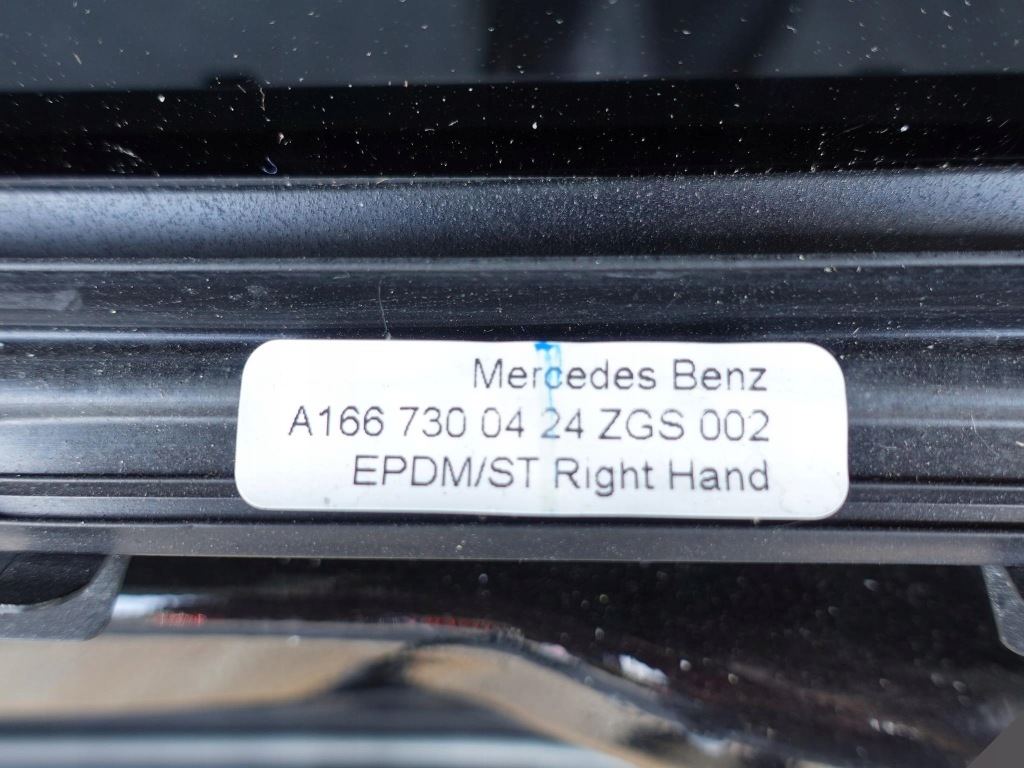 Mercedes Benz
A166 730 04 24 ZGS 002
EPDM/ST Right Hand